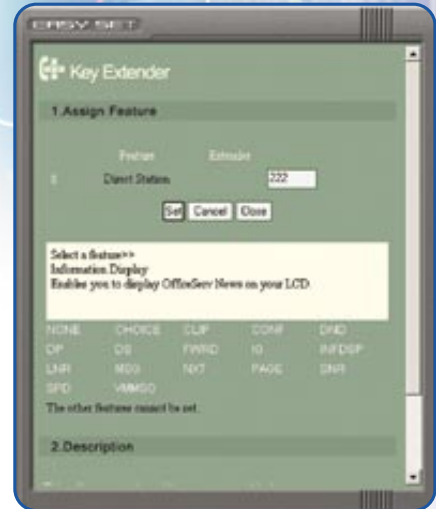 EASY SET
Key Extender
1.Assign Feature
Feature Extender
Direct Station 222
Set Cancel Close
Select a feature>>
Information Display
Enables you to display OfficeServ News on your LCD.
NONE CHOICE CLIP CONF DND
DP DS FWRD IG INFDSP
LNR MSG NXT PAGE SNR
SPD VMMSG
The other features cannot be set.
2.Description